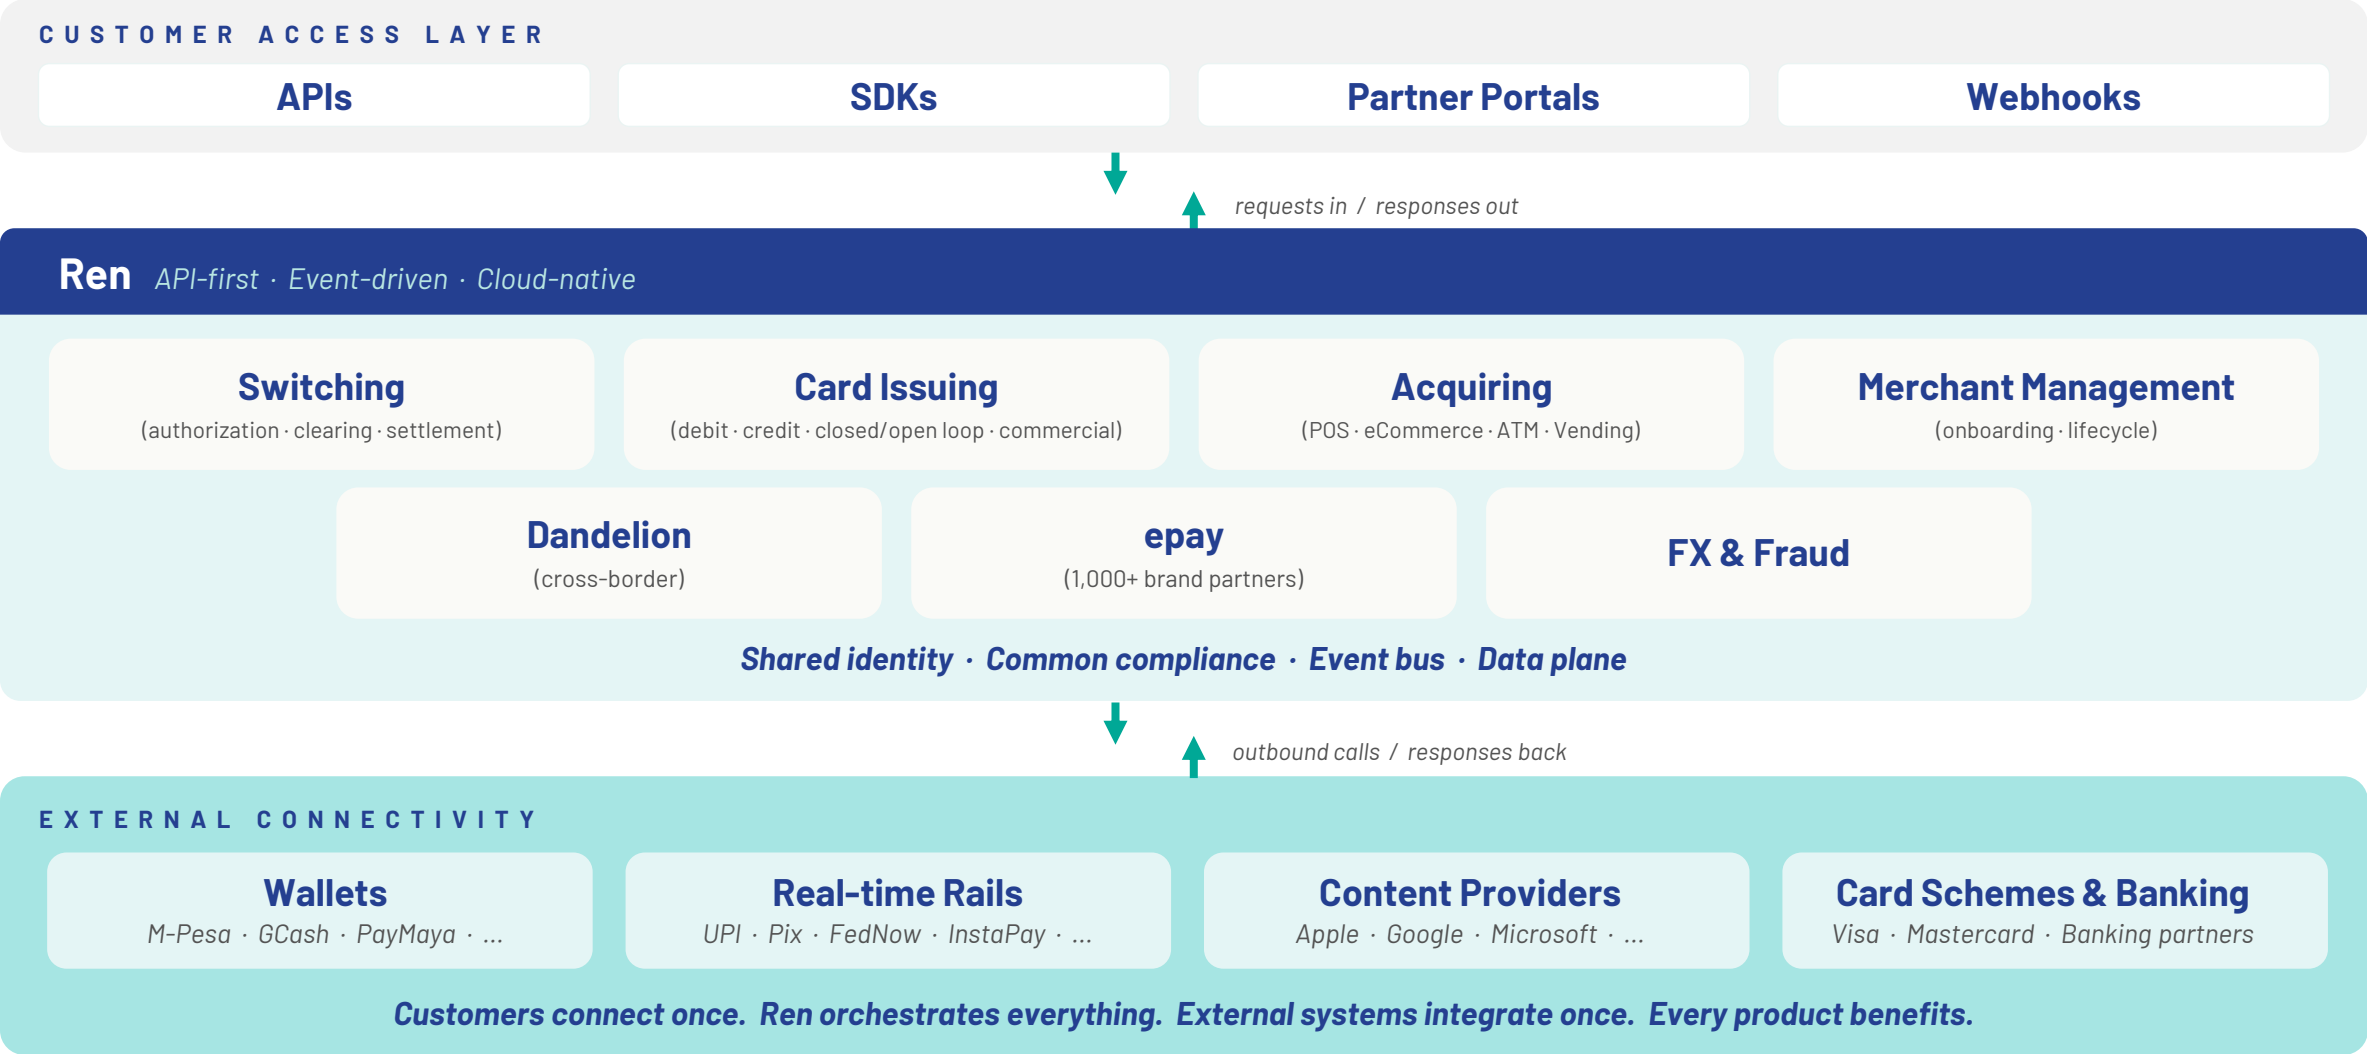 CUSTOMER ACCESS LAYER
APIs
SDKs
Partner Portals
Webhooks
requests in / responses out
Ren API-first · Event-driven · Cloud-native
Switching
(authorization · clearing · settlement)
Card Issuing
(debit · credit · closed/open loop · commercial)
Acquiring
(POS · eCommerce · ATM · Vending)
Merchant Management
(onboarding · lifecycle)
Dandelion
(cross-border)
epay
(1,000+ brand partners)
FX & Fraud
Shared identity · Common compliance · Event bus · Data plane
outbound calls / responses back
EXTERNAL CONNECTIVITY
Wallets
M-Pesa · GCash · PayMaya · ...
Real-time Rails
UPI · Pix · FedNow · InstaPay · ...
Content Providers
Apple · Google · Microsoft · ...
Card Schemes & Banking
Visa · Mastercard · Banking partners
Customers connect once. Ren orchestrates everything. External systems integrate once. Every product benefits.